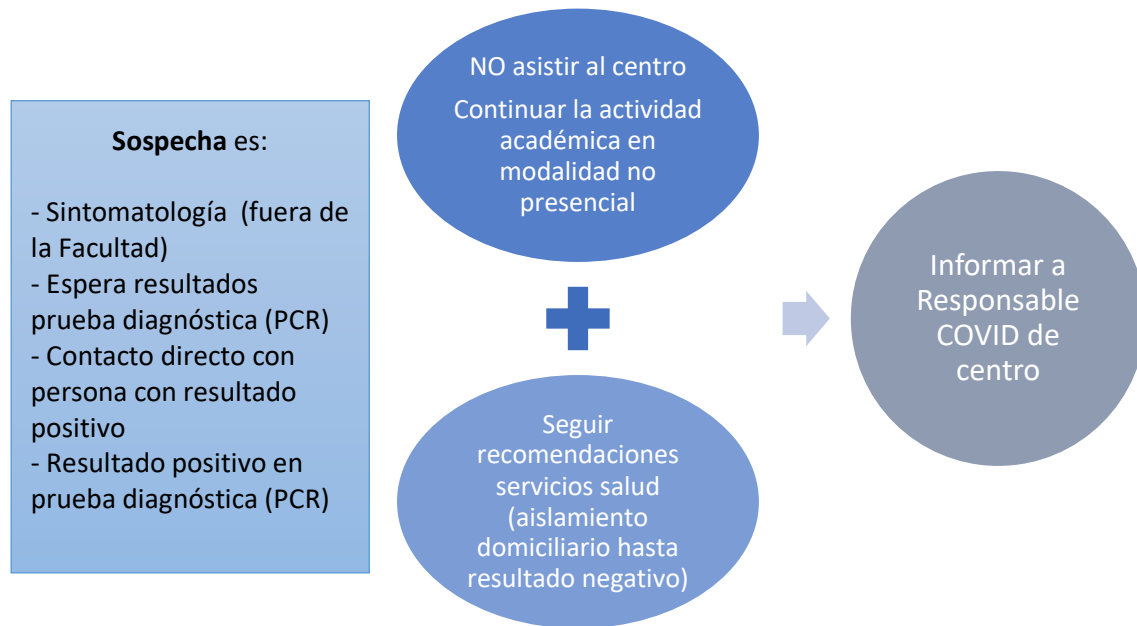 Sospecha es:
- Sintomatología (fuera de
la Facultad)
- Espera resultados
prueba diagnóstica (PCR)
- Contacto directo con
persona con resultado
positivo
- Resultado positivo en
prueba diagnóstica (PCR)
NO asistir al centro
Continuar la actividad
académica en
modalidad no
presencial
Seguir
recomendaciones
servicios salud
(aislamiento
domiciliario hasta
resultado negativo)
Informar a
Responsable
COVID de
centro